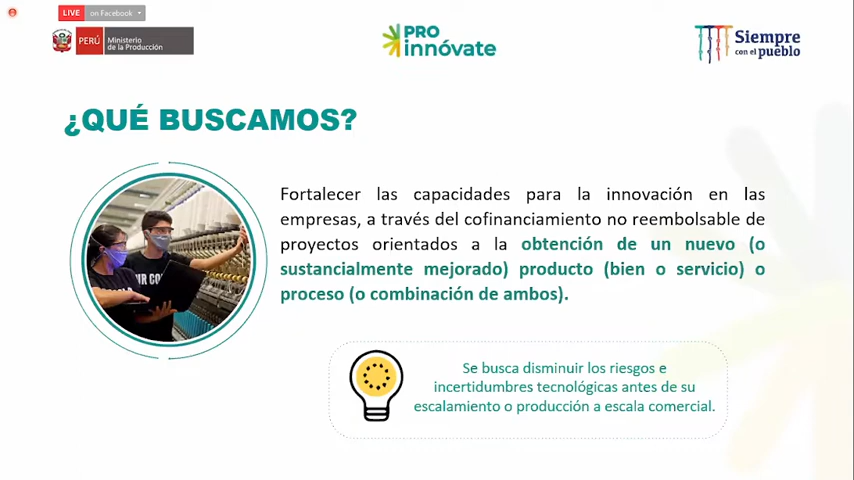 LIVE on Facebook
PERÚ Ministerio de la Producción
PRO
innóvate
Siempre
con el pueblo
¿QUÉ BUSCAMOS?
Fortalecer las capacidades para la innovación en las
empresas, a través del cofinanciamiento no reembolsable de
proyectos orientados a la obtención de un nuevo (o
sustancialmente mejorado) producto (bien o servicio) o
proceso (o combinación de ambos).
Se busca disminuir los riesgos e
incertidumbres tecnológicas antes de su
escalamiento o producción a escala comercial.